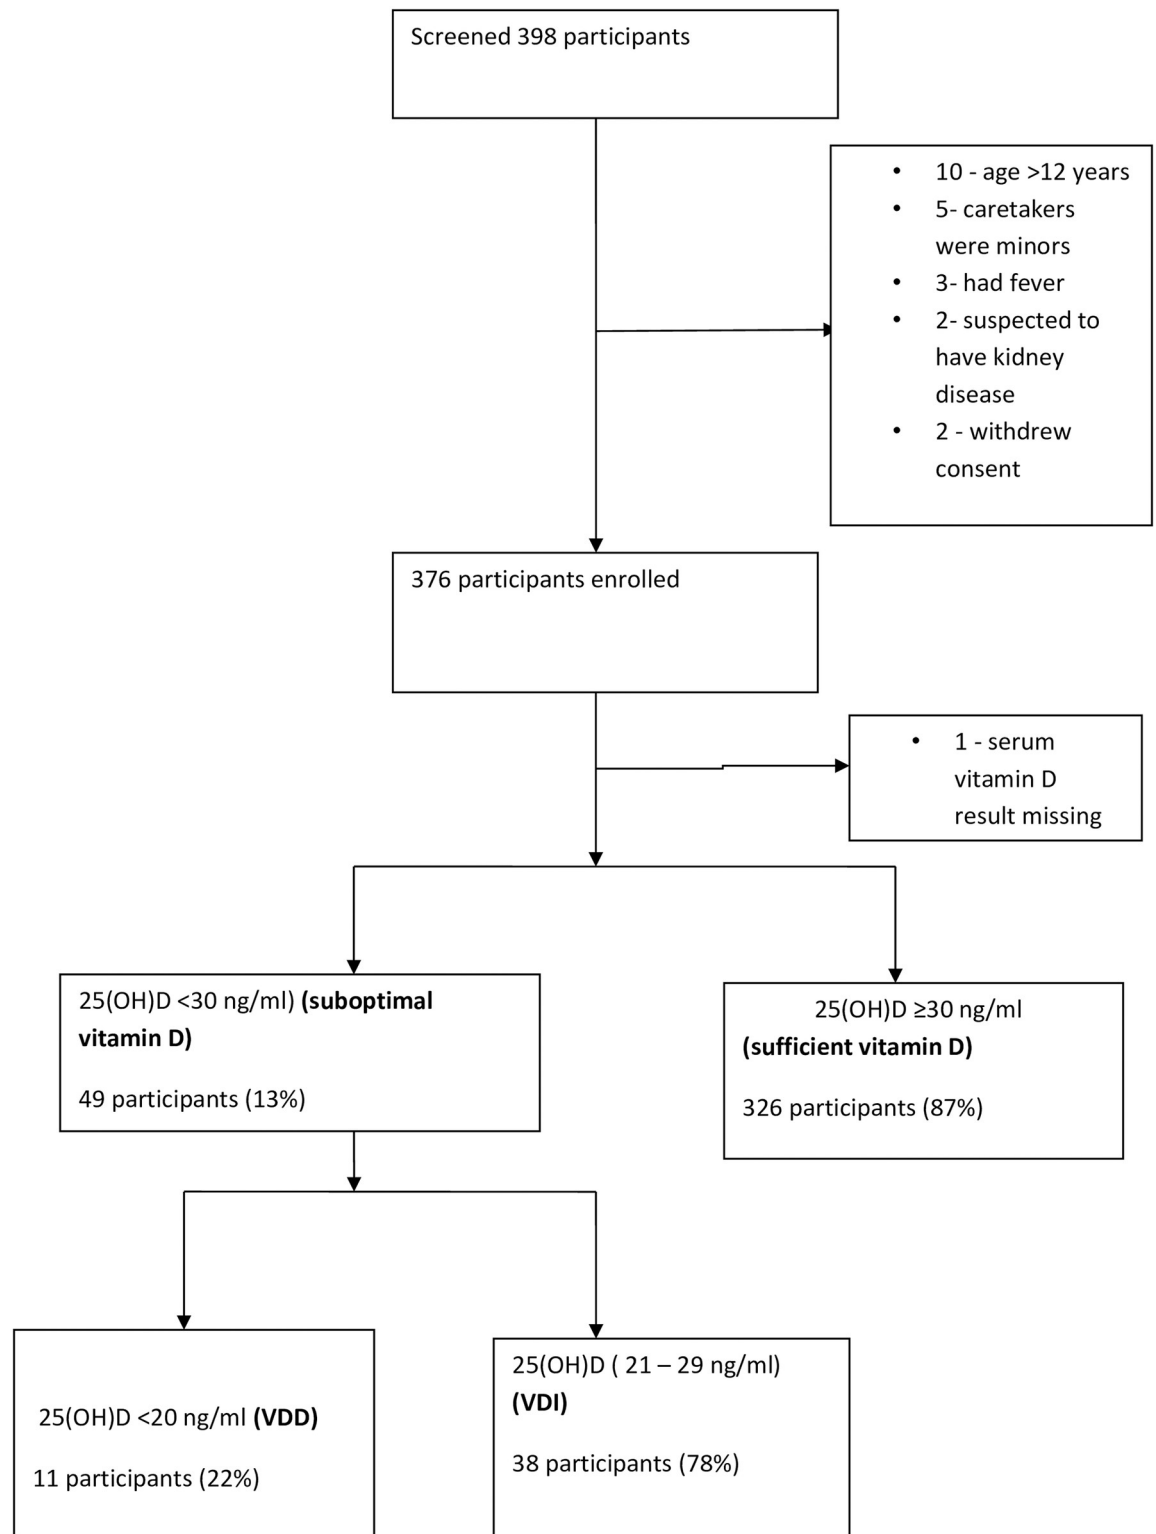 Screened 398 participants
• 10 - age >12 years
• 5- caretakers
were minors
• 3- had fever
• 2- suspected to
have kidney
disease
• 2 - withdrew
consent
376 participants enrolled
• 1 - serum
vitamin D
result missing
25(OH)D <30 ng/ml) (suboptimal
vitamin D)
49 participants (13%)
25(OH)D ≥30 ng/ml
(sufficient vitamin D)
326 participants (87%)
25(OH)D <20 ng/ml (VDD)
11 participants (22%)
25(OH)D ( 21 – 29 ng/ml)
(VDI)
38 participants (78%)